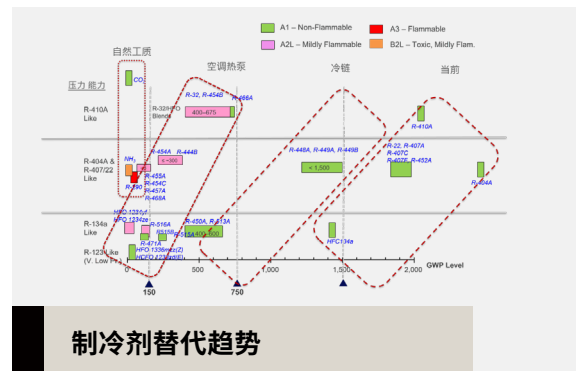 A1 – Non-Flammable
A3 – Flammable
A2L – Mildly Flammable
B2L – Toxic, Mildly Flam.
自然工质
空调热泵
冷链
当前
压力 能力
CO₂
R-32, R-454B
R-466A
R-410A
Like
R-32/HFO
Blends
400–675
R-410A
R-404A &
R-407/22
Like
NH₃
R-454A
R-444B
R-290
R-455A
R-454C
R-457A
R-468A
R-448A, R-449A, R-449B
< 1,500
R-22, R-407A
R-407C
R-407F, R-452A
R-404A
R-134a
Like
HFO 1234ze
R-516A
R-471A
R515B
R-515A
R-450A, R-513A
HFC134a
R-123 Like
HFO 1336mzz(Z)
0
500
1,000
1,500
2,000
GWP Level
150
750
制冷剂替代趋势